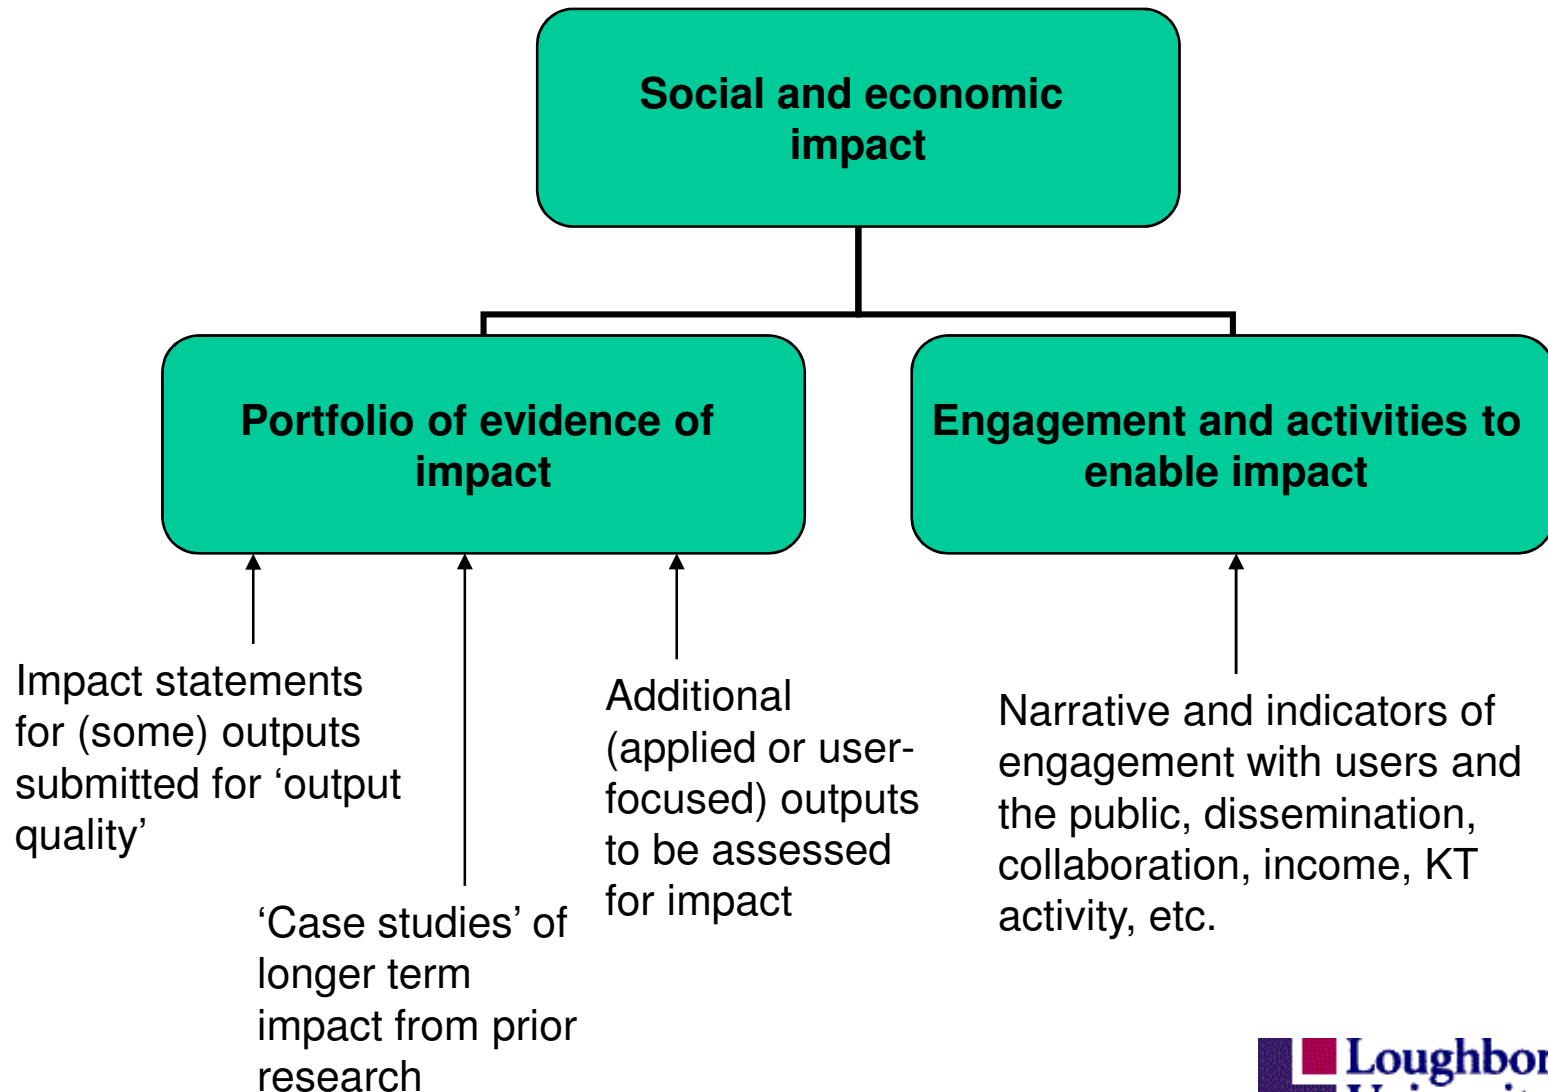 Social and economic
impact
Portfolio of evidence of
impact
Engagement and activities to
enable impact
Impact statements
for (some) outputs
submitted for ‘output
quality’
‘Case studies’ of
longer term
impact from prior
research
Additional
(applied or user-
focused) outputs
to be assessed
for impact
Narrative and indicators of
engagement with users and
the public, dissemination,
collaboration, income, KT
activity, etc.